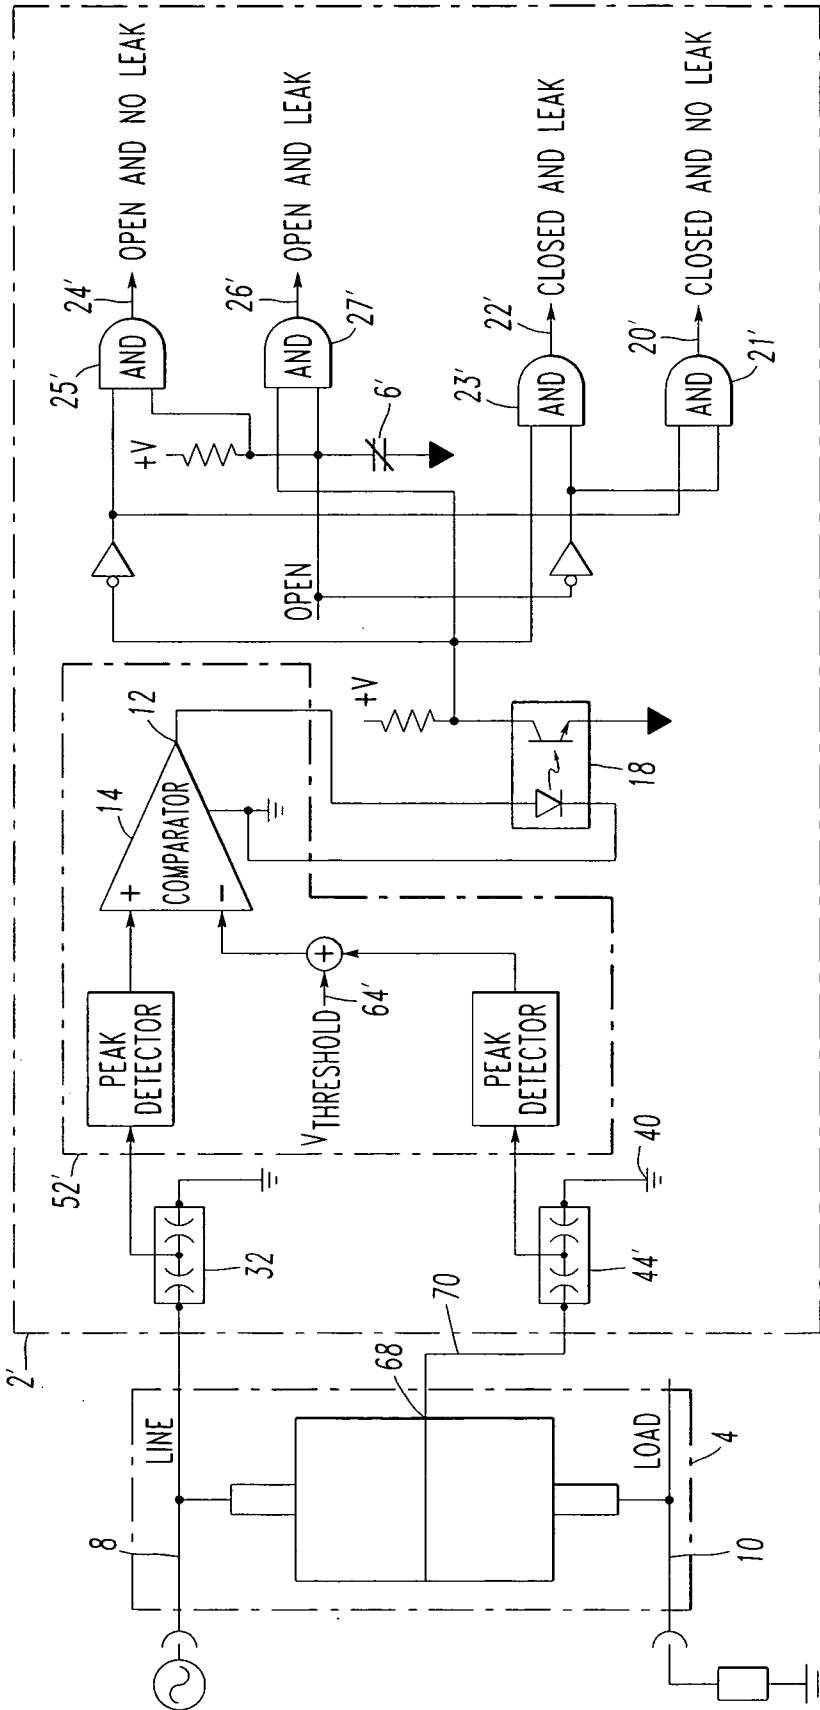 2'
8
LINE
LOAD
10
4
68
70
32
44'
40
52'
PEAK
DETECTOR
V THRESHOLD
64'
PEAK
DETECTOR
+
COMPARATOR
−
14
12
+
+V
18
OPEN
+V
6'
25'
AND
24'
OPEN AND NO LEAK
AND
26'
27'
OPEN AND LEAK
23'
AND
22'
CLOSED AND LEAK
AND
20'
21'
CLOSED AND NO LEAK